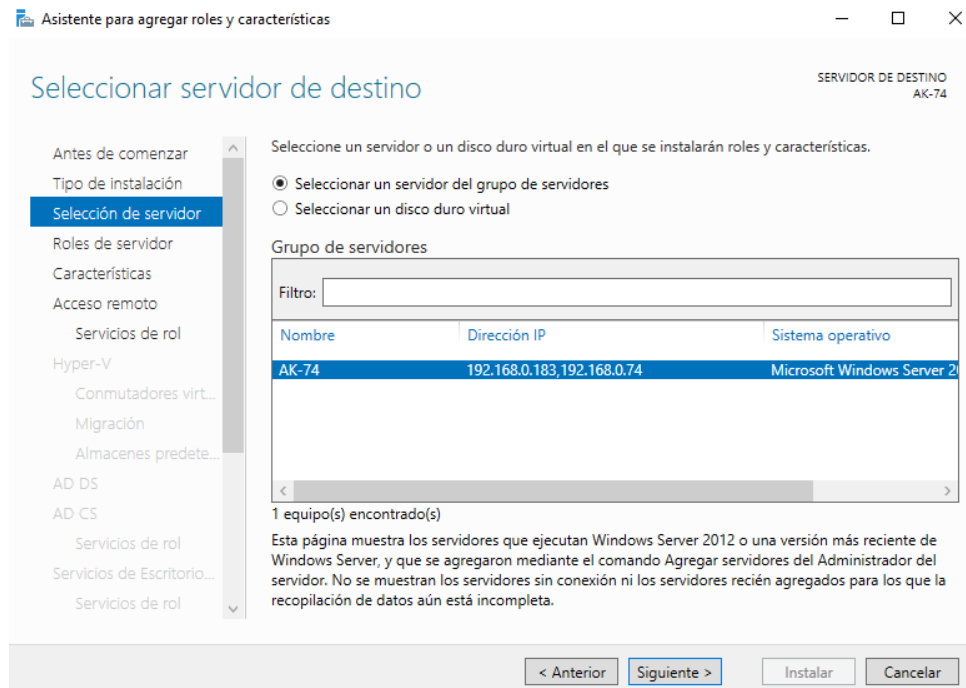 Asistente para agregar roles y características
Seleccionar servidor de destino
SERVIDOR DE DESTINO
AK-74
Antes de comenzar
Tipo de instalación
Selección de servidor
Roles de servidor
Características
Acceso remoto
Servicios de rol
Hyper-V
Conmutadores virt...
Migración
Almacenes predete...
AD DS
AD CS
Servicios de rol
Servicios de Escritorio...
Servicios de rol
Seleccione un servidor o un disco duro virtual en el que se instalarán roles y características.
Seleccionar un servidor del grupo de servidores
Seleccionar un disco duro virtual
Grupo de servidores
Filtro:
Nombre Dirección IP Sistema operativo
AK-74 192.168.0.183,192.168.0.74 Microsoft Windows Server 20
1 equipo(s) encontrado(s)
Esta página muestra los servidores que ejecutan Windows Server 2012 o una versión más reciente de
Windows Server, y que se agregaron mediante el comando Agregar servidores del Administrador del
servidor. No se muestran los servidores sin conexión ni los servidores recién agregados para los que la
recopilación de datos aún está incompleta.
< Anterior Siguiente > Instalar Cancelar